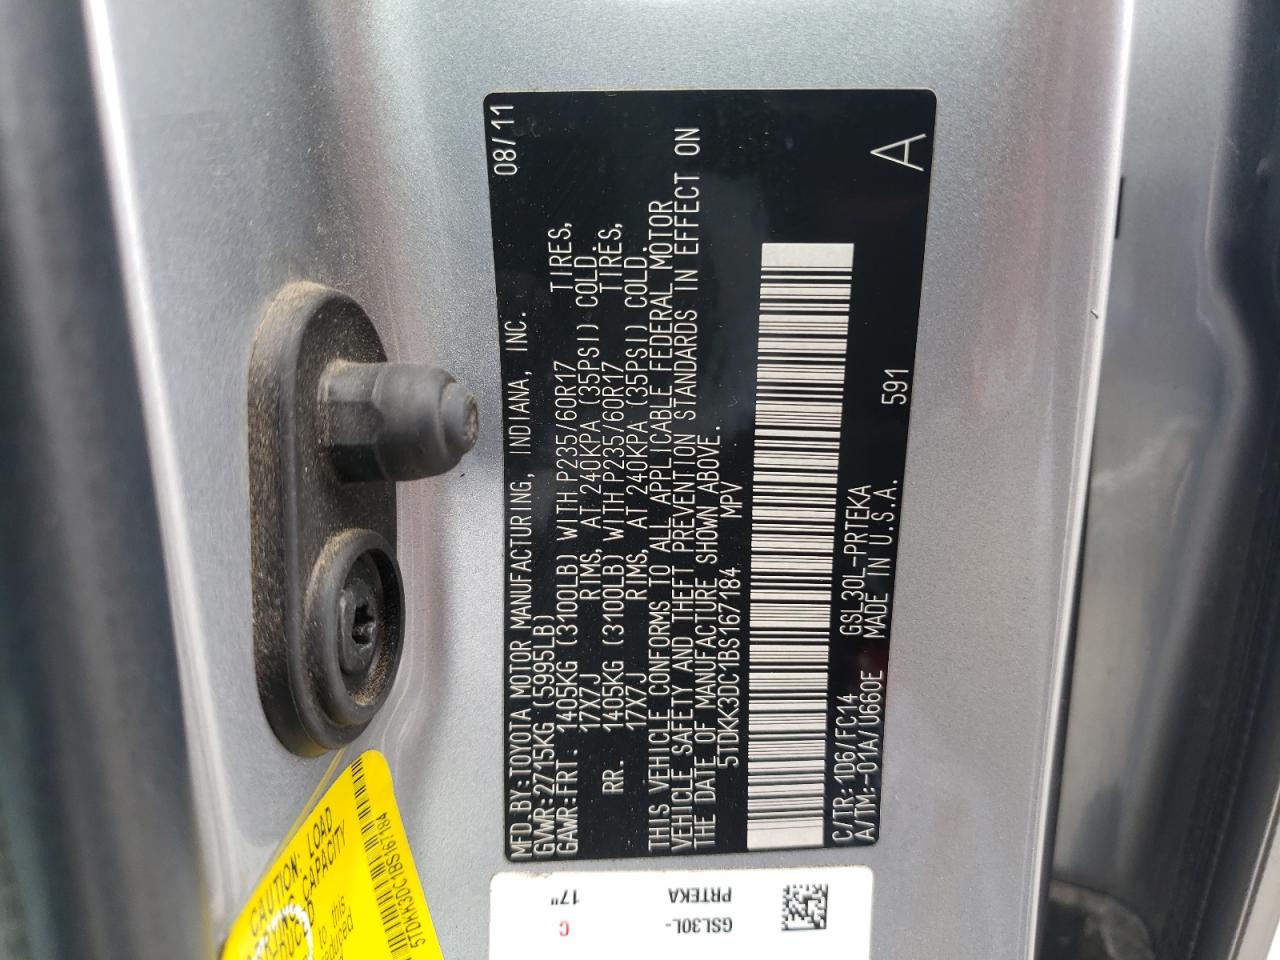 MFD.BY:TOYOTA MOTOR MANUFACTURING, INDIANA, INC. 08/11
GVWR:2715KG (5995LB)
GAWR:FRT. 1405KG (3100LB) WITH P235/60R17 TIRES,
17X7J RIMS, AT 240KPA (35PSI) COLD.
RR. 1405KG (3100LB) WITH P235/60R17 TIRES,
17X7J RIMS, AT 240KPA (35PSI) COLD.
THIS VEHICLE CONFORMS TO ALL APPLICABLE FEDERAL MOTOR
VEHICLE SAFETY AND THEFT PREVENTION STANDARDS IN EFFECT ON
THE DATE OF MANUFACTURE SHOWN ABOVE.
5TDKK3DC1BS167184 MPV
C/TR:1D6/FC14 GSL30L-PRTEKA
A/TM:-01A/U660E MADE IN U.S.A. 591
A
GSL30L-
PRTEKA
17" C
5TDKK3DC1BS167184
CAUTION: LOAD
CAPACITY
to this
reduced